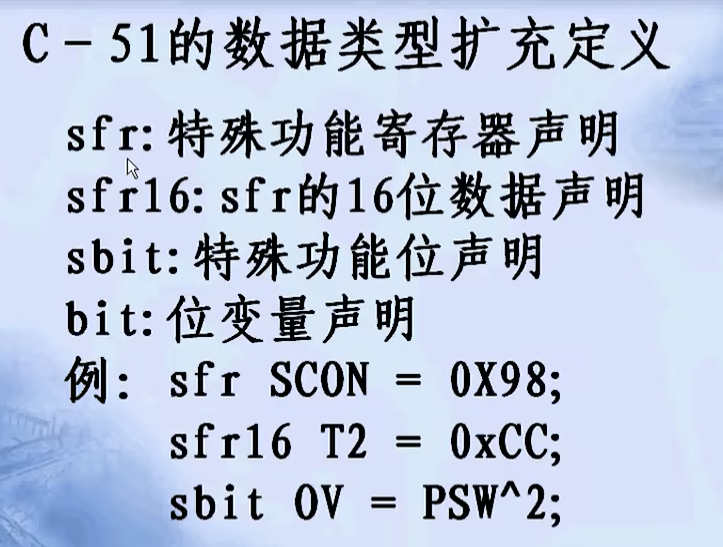 C-51的数据类型扩充定义
sfr:特殊功能寄存器声明
sfr16:sfr的16位数据声明
sbit:特殊功能位声明
bit:位变量声明
例: sfr SCON = 0X98;
sfr16 T2 = 0xCC;
sbit OV = PSW^2;